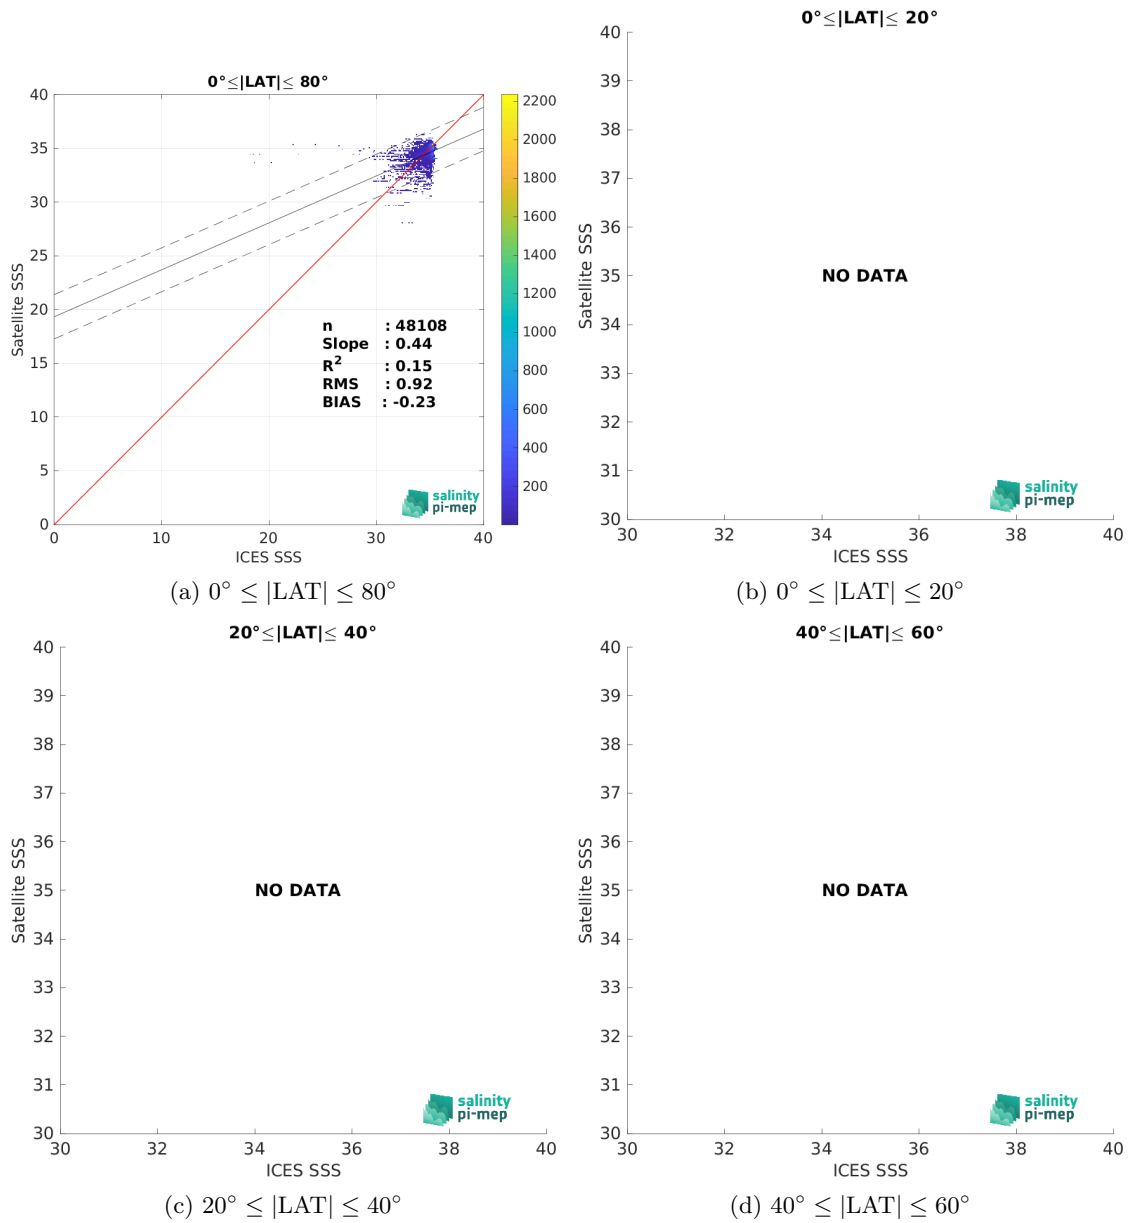 0°≤|LAT|≤ 80°
40
35
30
25
20
15
10
5
0
Satellite SSS
0
10
20
30
40
ICES SSS
2200
2000
1800
1600
1400
1200
1000
800
600
400
200
n : 48108
Slope : 0.44
R² : 0.15
RMS : 0.92
BIAS : -0.23
salinity
pi-mep
(a) 0° ≤ |LAT| ≤ 80°
0°≤|LAT|≤ 20°
40
39
38
37
36
35
34
33
32
31
30
Satellite SSS
NO DATA
salinity
pi-mep
30
32
34
36
38
40
ICES SSS
(b) 0° ≤ |LAT| ≤ 20°
20°≤|LAT|≤ 40°
40
39
38
37
36
35
34
33
32
31
30
Satellite SSS
NO DATA
salinity
pi-mep
30
32
34
36
38
40
ICES SSS
(c) 20° ≤ |LAT| ≤ 40°
40°≤|LAT|≤ 60°
40
39
38
37
36
35
34
33
32
31
30
Satellite SSS
NO DATA
salinity
pi-mep
30
32
34
36
38
40
ICES SSS
(d) 40° ≤ |LAT| ≤ 60°